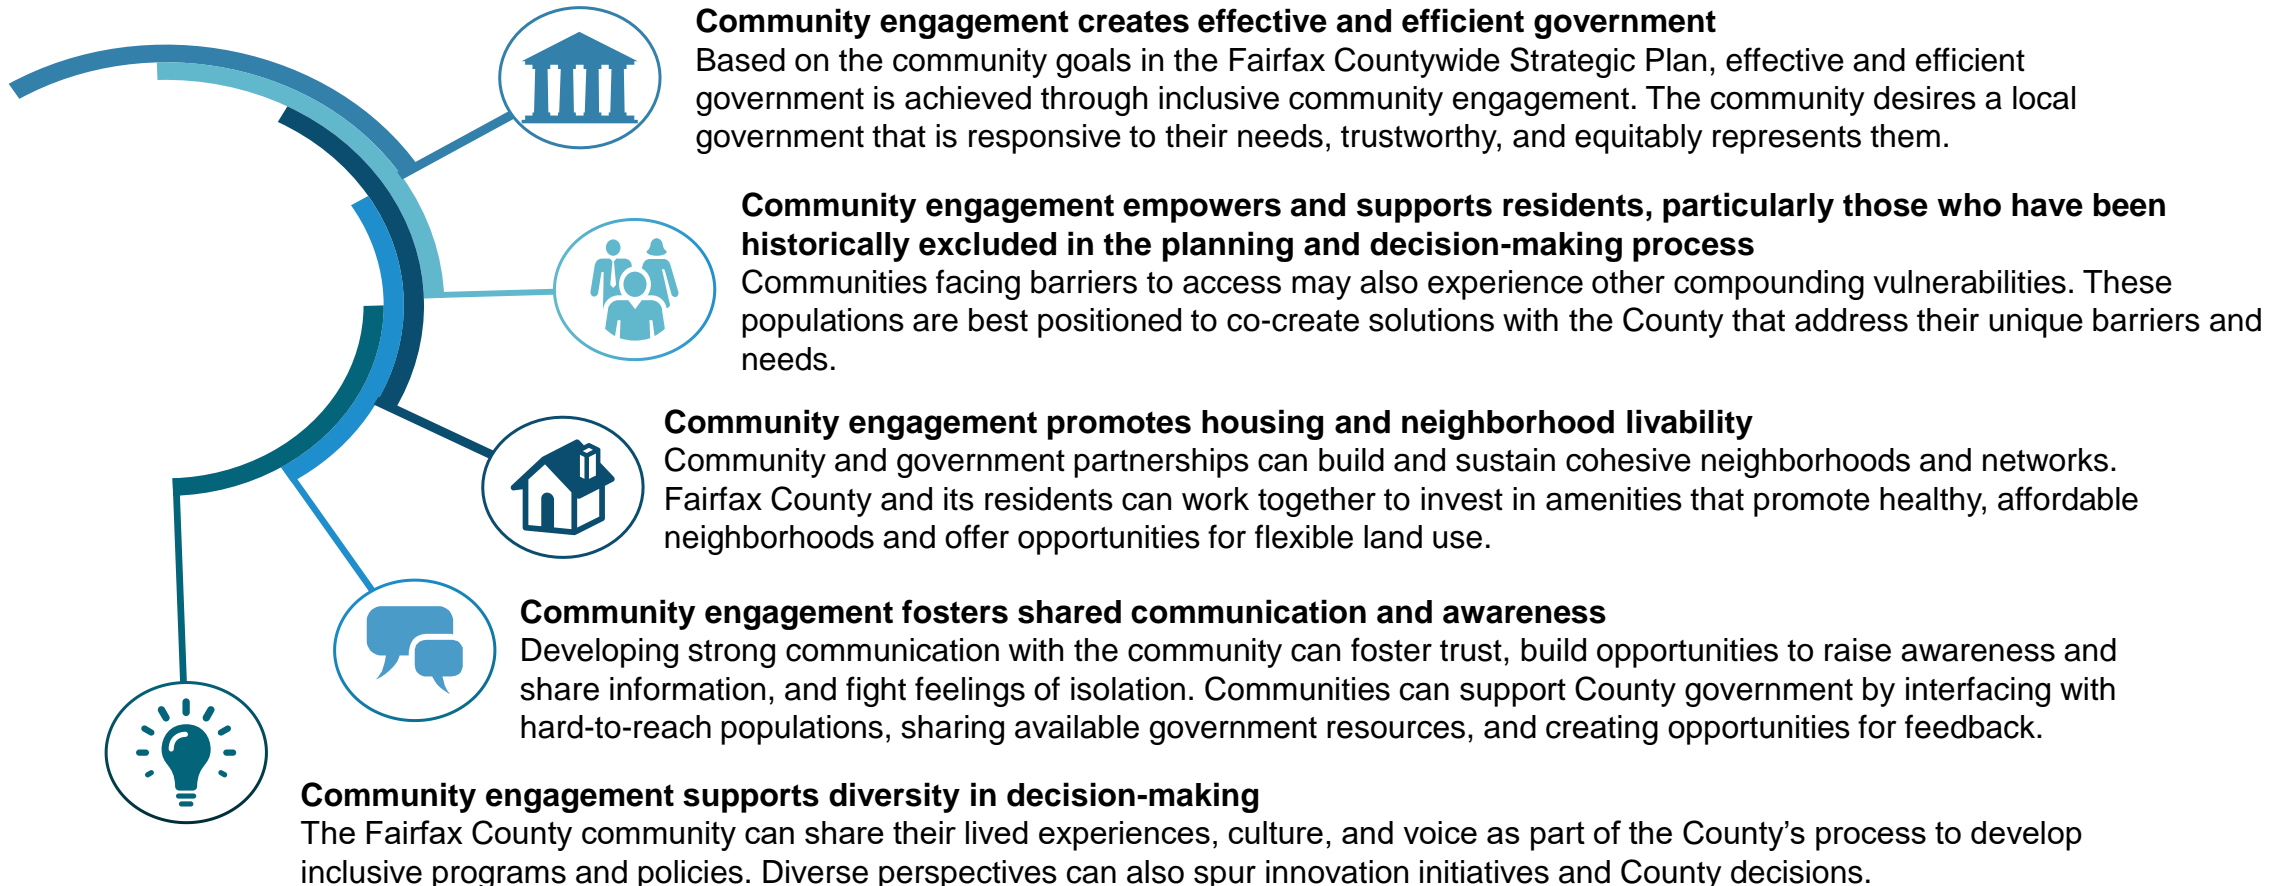 Community engagement creates effective and efficient government
Based on the community goals in the Fairfax Countywide Strategic Plan, effective and efficient
government is achieved through inclusive community engagement. The community desires a local
government that is responsive to their needs, trustworthy, and equitably represents them.
Community engagement empowers and supports residents, particularly those who have been
historically excluded in the planning and decision-making process
Communities facing barriers to access may also experience other compounding vulnerabilities. These
populations are best positioned to co-create solutions with the County that address their unique barriers and
needs.
Community engagement promotes housing and neighborhood livability
Community and government partnerships can build and sustain cohesive neighborhoods and networks.
Fairfax County and its residents can work together to invest in amenities that promote healthy, affordable
neighborhoods and offer opportunities for flexible land use.
Community engagement fosters shared communication and awareness
Developing strong communication with the community can foster trust, build opportunities to raise awareness and
share information, and fight feelings of isolation. Communities can support County government by interfacing with
hard-to-reach populations, sharing available government resources, and creating opportunities for feedback.
Community engagement supports diversity in decision-making
The Fairfax County community can share their lived experiences, culture, and voice as part of the County’s process to develop
inclusive programs and policies. Diverse perspectives can also spur innovation initiatives and County decisions.